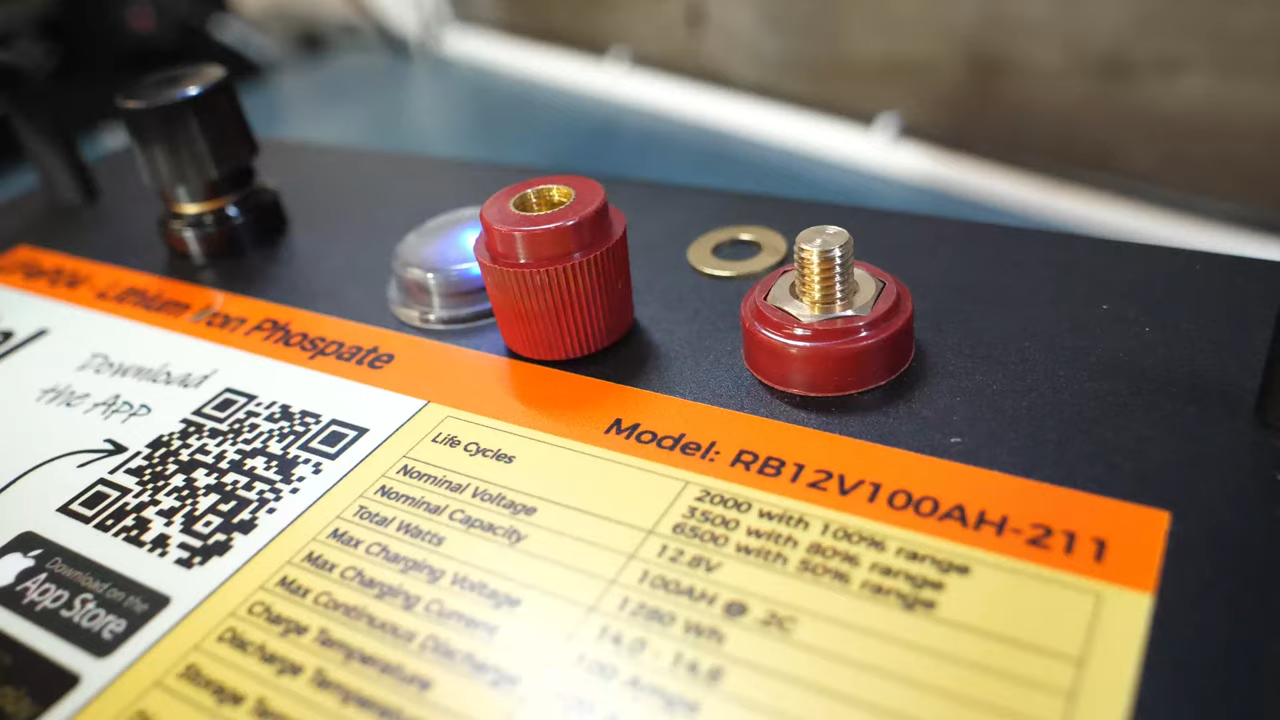 Lithium Iron Phospate
Download
the APP
Download on the
App Store
Model: RB12V100AH-211
Life Cycles
2000 with 100% range
3500 with 80% range
6500 with 50% range
Nominal Voltage
12.8V
Nominal Capacity
100AH @ 2C
Total Watts
1280 Wh
Max Charging Voltage
14.0 - 14.6
Max Charging Current
100 Amps
Max Continuous Discharge
Charge Temperature
Discharge Temperature
Storage